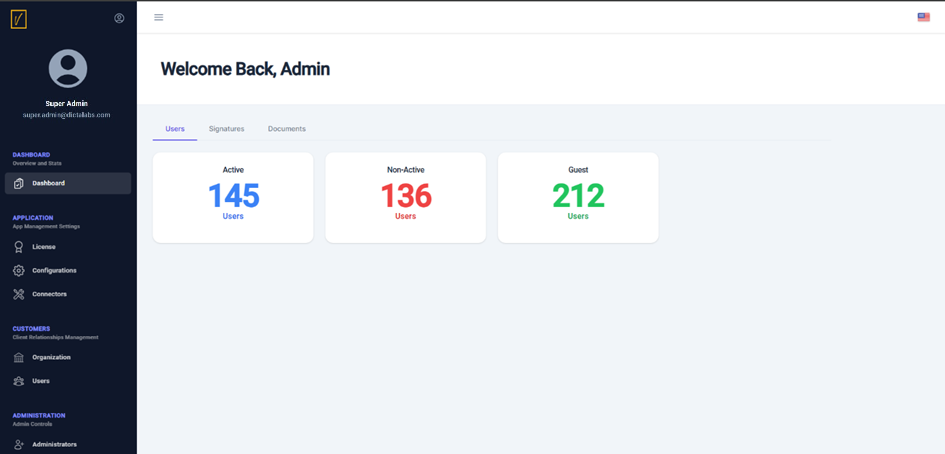 Super Admin
super.admin@dictalabs.com
DASHBOARD
Overview and Stats
Dashboard
APPLICATION
App Management Settings
License
Configurations
Connectors
CUSTOMERS
Client Relationships Management
Organization
Users
ADMINISTRATION
Admin Controls
Administrators
Welcome Back, Admin
Users Signatures Documents
Active
145
Users
Non-Active
136
Users
Guest
212
Users